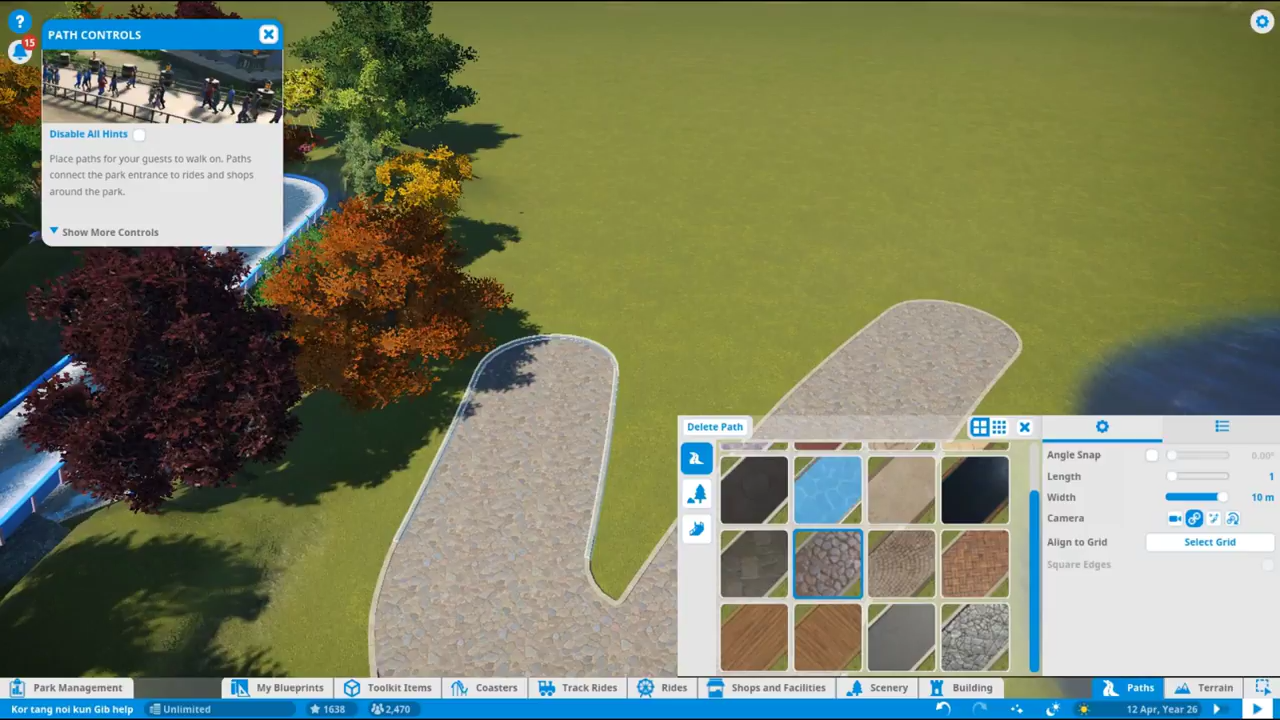 ?
15
PATH CONTROLS
Disable All Hints
Place paths for your guests to walk on. Paths
connect the park entrance to rides and shops
around the park.
Show More Controls
Delete Path
Angle Snap 0.00°
Length 1
Width 10 m
Camera
Align to Grid Select Grid
Square Edges
Park Management My Blueprints Toolkit Items Coasters Track Rides Rides Shops and Facilities Scenery Building Paths Terrain
Kor tang noi kun Gib help Unlimited 1638 2,470 12 Apr, Year 26